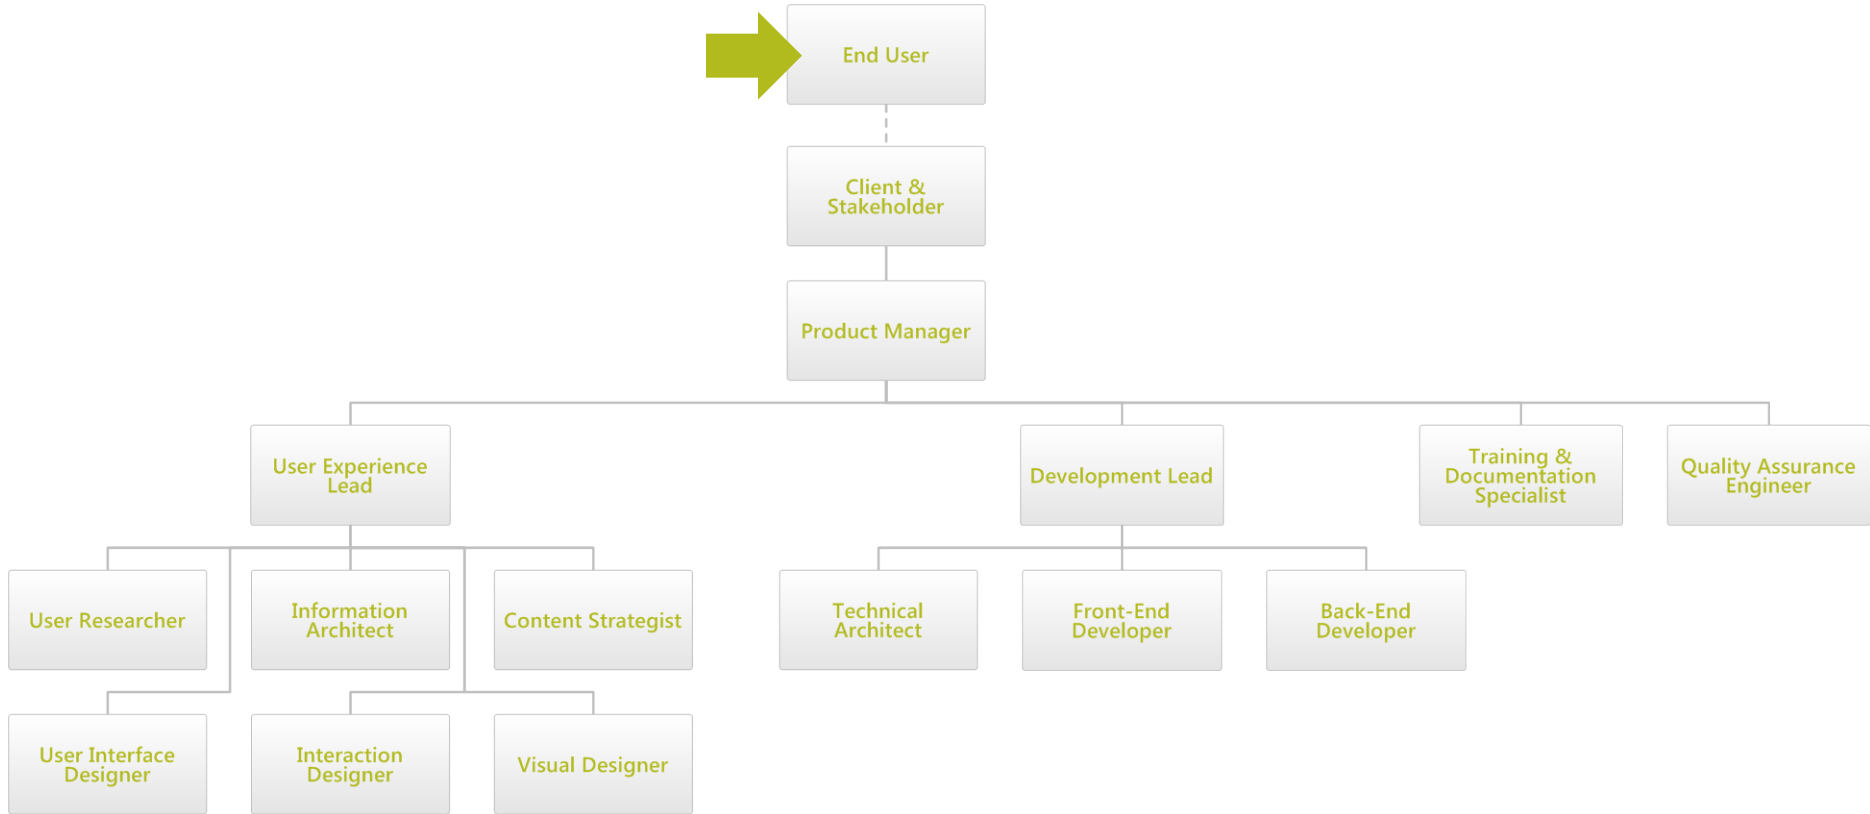 End User
Client &
Stakeholder
Product Manager
User Experience
Lead
Development Lead
Training &
Documentation
Specialist
Quality Assurance
Engineer
User Researcher
Information
Architect
Content Strategist
Technical
Architect
Front-End
Developer
Back-End
Developer
User Interface
Designer
Interaction
Designer
Visual Designer